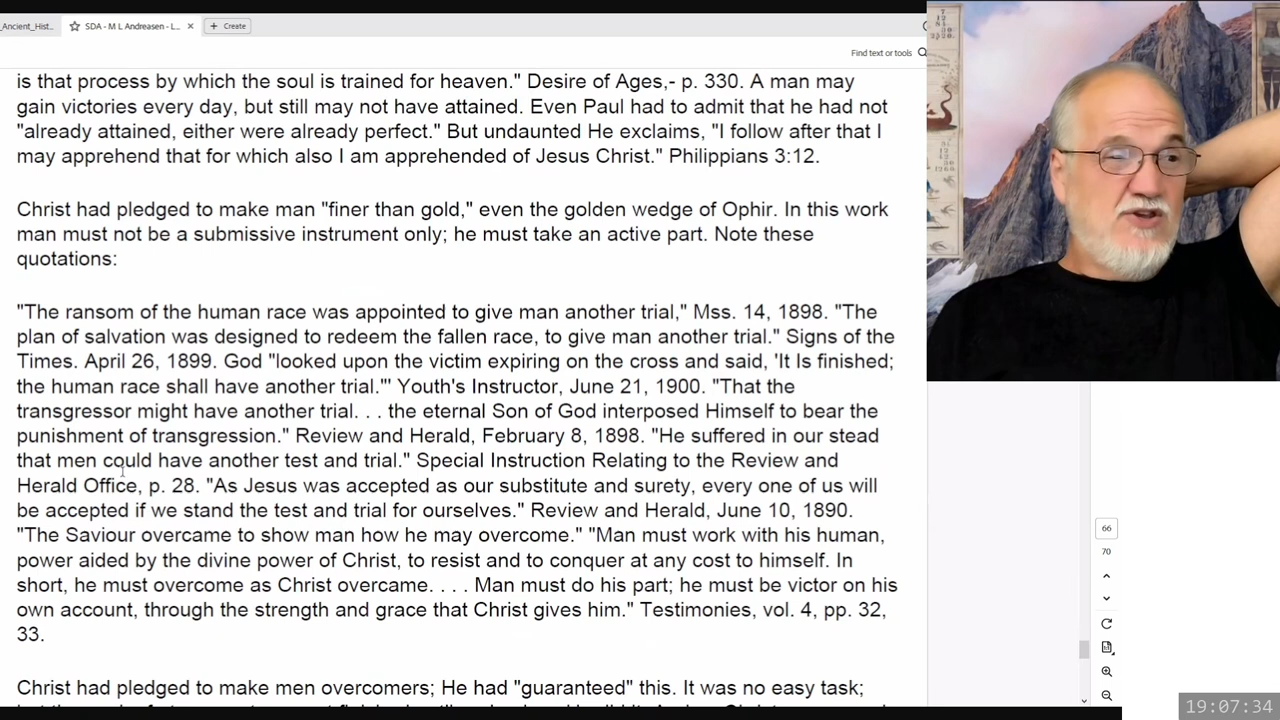 _Ancient_Hist...
SDA - M L Andreasen - L...
+ Create
Find text or tools
is that process by which the soul is trained for heaven." Desire of Ages,- p. 330. A man may
gain victories every day, but still may not have attained. Even Paul had to admit that he had not
"already attained, either were already perfect." But undaunted He exclaims, "I follow after that I
may apprehend that for which also I am apprehended of Jesus Christ." Philippians 3:12.
Christ had pledged to make man "finer than gold," even the golden wedge of Ophir. In this work
man must not be a submissive instrument only; he must take an active part. Note these
quotations:
"The ransom of the human race was appointed to give man another trial," Mss. 14, 1898. "The
plan of salvation was designed to redeem the fallen race, to give man another trial." Signs of the
Times. April 26, 1899. God "looked upon the victim expiring on the cross and said, 'It Is finished;
the human race shall have another trial.'" Youth's Instructor, June 21, 1900. "That the
transgressor might have another trial. . . the eternal Son of God interposed Himself to bear the
punishment of transgression." Review and Herald, February 8, 1898. "He suffered in our stead
that men could have another test and trial." Special Instruction Relating to the Review and
Herald Office, p. 28. "As Jesus was accepted as our substitute and surety, every one of us will
be accepted if we stand the test and trial for ourselves." Review and Herald, June 10, 1890.
"The Saviour overcame to show man how he may overcome." "Man must work with his human,
power aided by the divine power of Christ, to resist and to conquer at any cost to himself. In
short, he must overcome as Christ overcame. . . . Man must do his part; he must be victor on his
own account, through the strength and grace that Christ gives him." Testimonies, vol. 4, pp. 32,
33.
Christ had pledged to make men overcomers; He had "guaranteed" this. It was no easy task;
66
70
19:07:34